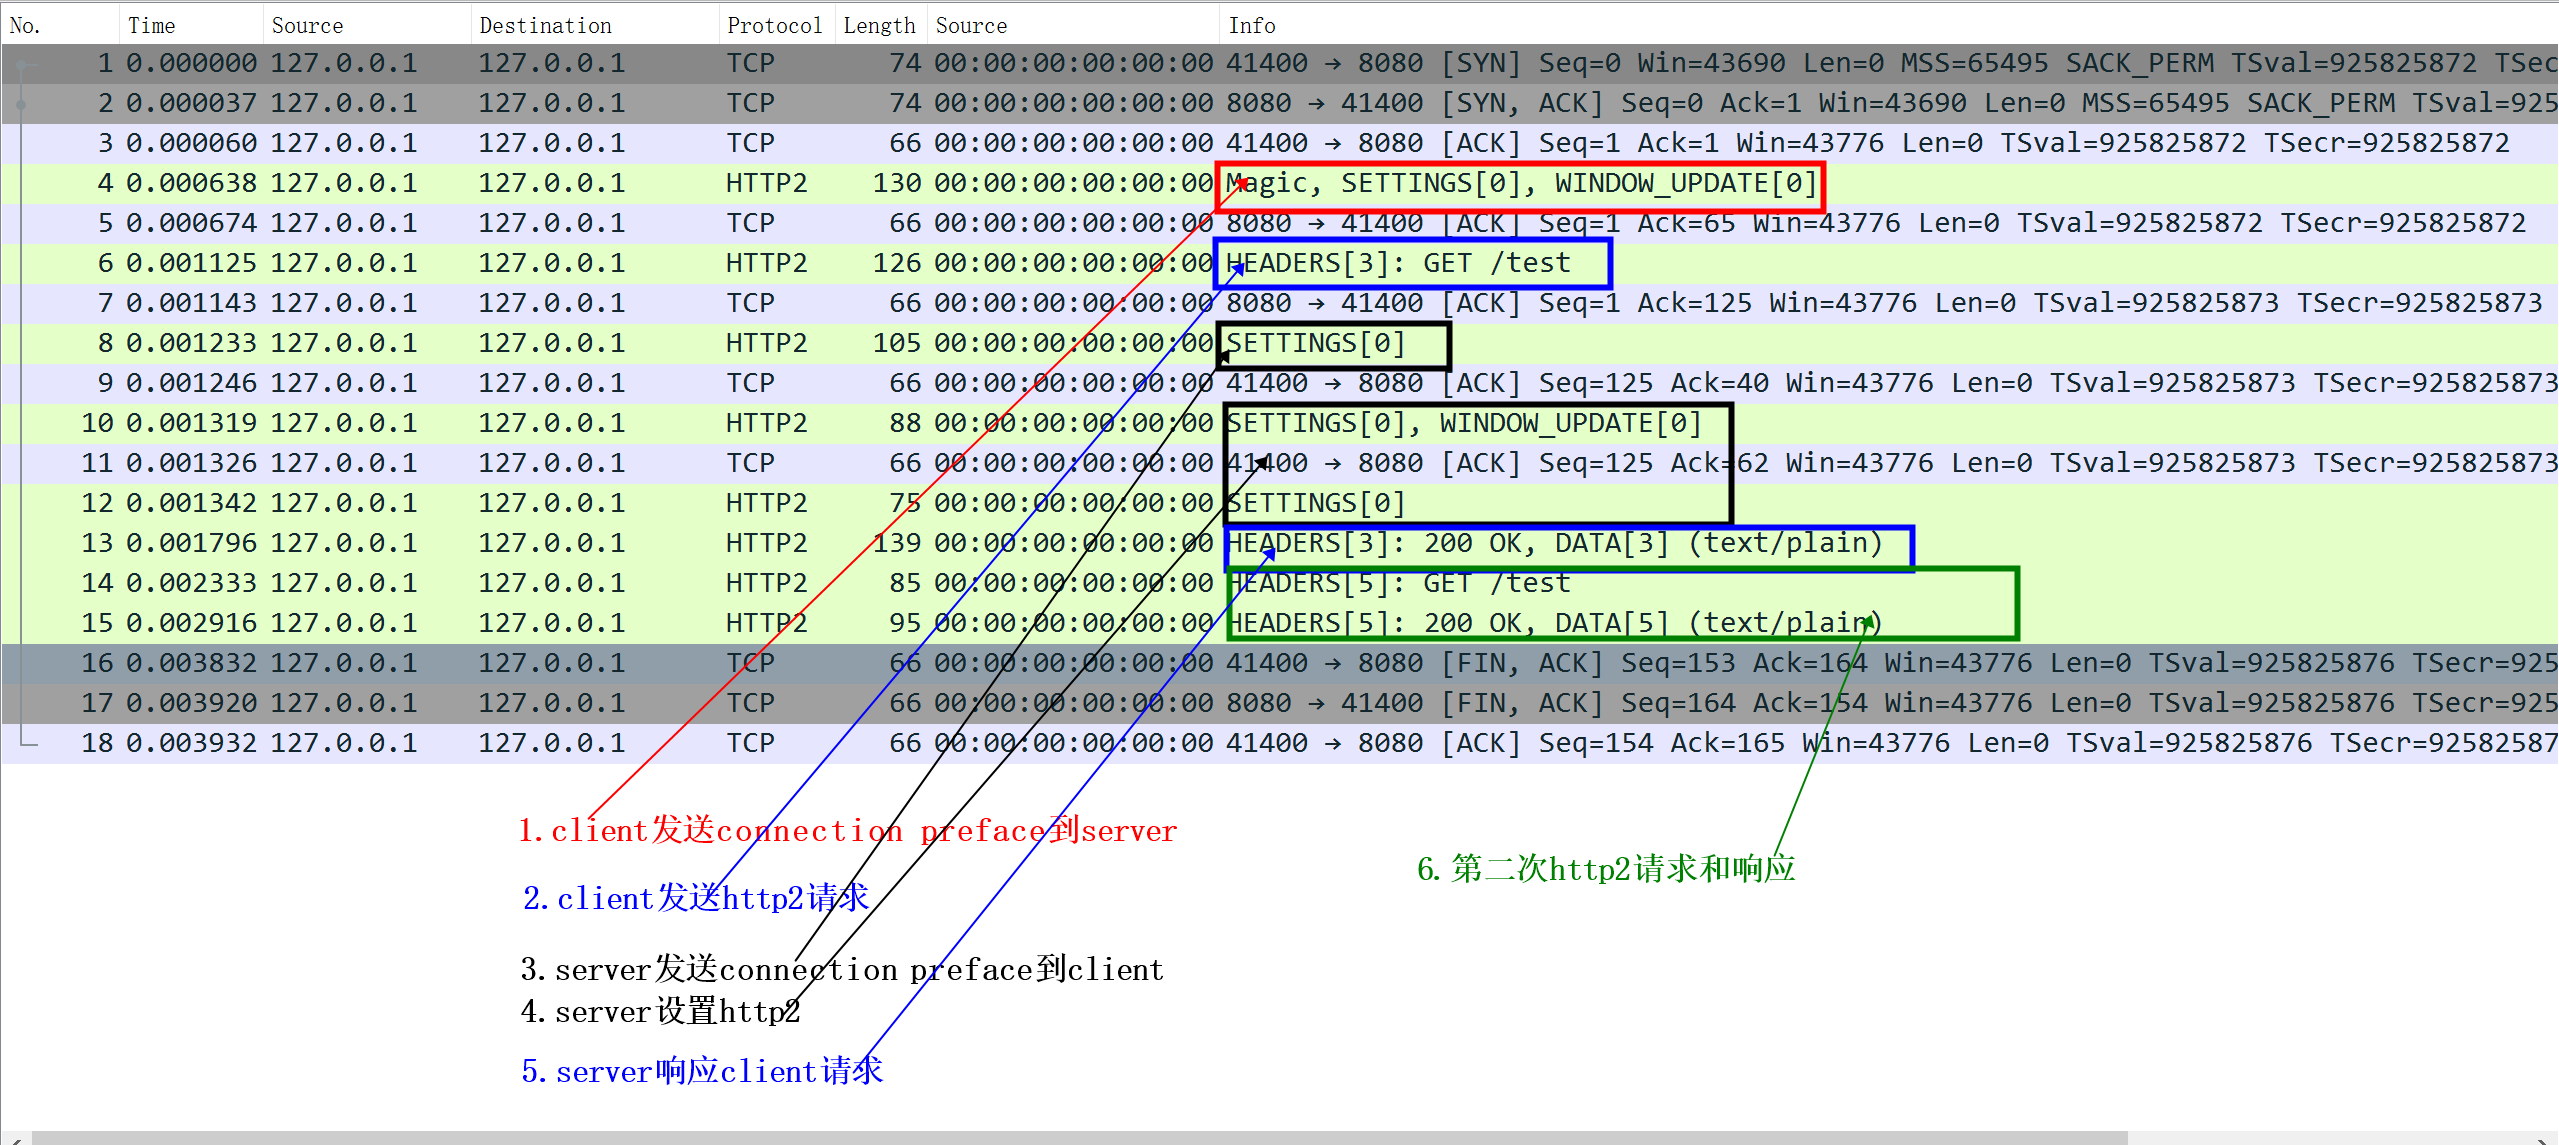 No. Time Source Destination Protocol Length Source Info
1 0.000000 127.0.0.1 127.0.0.1 TCP 74 00:00:00:00:00:00 41400 → 8080 [SYN] Seq=0 Win=43690 Len=0 MSS=65495 SACK_PERM TSval=925825872 TSec
2 0.000037 127.0.0.1 127.0.0.1 TCP 74 00:00:00:00:00:00 8080 → 41400 [SYN, ACK] Seq=0 Ack=1 Win=43690 Len=0 MSS=65495 SACK_PERM TSval=925
3 0.000060 127.0.0.1 127.0.0.1 TCP 66 00:00:00:00:00:00 41400 → 8080 [ACK] Seq=1 Ack=1 Win=43776 Len=0 TSval=925825872 TSecr=925825872
4 0.000638 127.0.0.1 127.0.0.1 HTTP2 130 00:00:00:00:00:00 Magic, SETTINGS[0], WINDOW_UPDATE[0]
5 0.000674 127.0.0.1 127.0.0.1 TCP 66 00:00:00:00:00:00 8080 → 41400 [ACK] Seq=1 Ack=65 Win=43776 Len=0 TSval=925825872 TSecr=925825872
6 0.001125 127.0.0.1 127.0.0.1 HTTP2 126 00:00:00:00:00:00 HEADERS[3]: GET /test
7 0.001143 127.0.0.1 127.0.0.1 TCP 66 00:00:00:00:00:00 8080 → 41400 [ACK] Seq=1 Ack=125 Win=43776 Len=0 TSval=925825873 TSecr=925825873
8 0.001233 127.0.0.1 127.0.0.1 HTTP2 105 00:00:00:00:00:00 SETTINGS[0]
9 0.001246 127.0.0.1 127.0.0.1 TCP 66 00:00:00:00:00:00 41400 → 8080 [ACK] Seq=125 Ack=40 Win=43776 Len=0 TSval=925825873 TSecr=925825873
10 0.001319 127.0.0.1 127.0.0.1 HTTP2 88 00:00:00:00:00:00 SETTINGS[0], WINDOW_UPDATE[0]
11 0.001326 127.0.0.1 127.0.0.1 TCP 66 00:00:00:00:00:00 41400 → 8080 [ACK] Seq=125 Ack=62 Win=43776 Len=0 TSval=925825873 TSecr=925825873
12 0.001342 127.0.0.1 127.0.0.1 HTTP2 75 00:00:00:00:00:00 SETTINGS[0]
13 0.001796 127.0.0.1 127.0.0.1 HTTP2 139 00:00:00:00:00:00 HEADERS[3]: 200 OK, DATA[3] (text/plain)
14 0.002333 127.0.0.1 127.0.0.1 HTTP2 85 00:00:00:00:00:00 HEADERS[5]: GET /test
15 0.002916 127.0.0.1 127.0.0.1 HTTP2 95 00:00:00:00:00:00 HEADERS[5]: 200 OK, DATA[5] (text/plain)
16 0.003832 127.0.0.1 127.0.0.1 TCP 66 00:00:00:00:00:00 41400 → 8080 [FIN, ACK] Seq=153 Ack=164 Win=43776 Len=0 TSval=925825876 TSecr=925
17 0.003920 127.0.0.1 127.0.0.1 TCP 66 00:00:00:00:00:00 8080 → 41400 [FIN, ACK] Seq=164 Ack=154 Win=43776 Len=0 TSval=925825876 TSecr=925
18 0.003932 127.0.0.1 127.0.0.1 TCP 66 00:00:00:00:00:00 41400 → 8080 [ACK] Seq=154 Ack=165 Win=43776 Len=0 TSval=925825876 TSecr=92582587
1.client发送connection preface到server
6.第二次http2请求和响应
2.client发送http2请求
3.server发送connection preface到client
4.server设置http2
5.server响应client请求